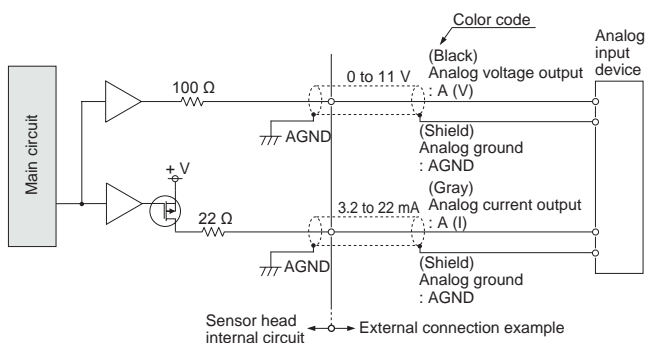 Color code
Analog
input
device
(Black)
Analog voltage output
: A (V)
0 to 11 V
100 Ω
Main circuit
AGND
(Shield)
Analog ground
: AGND
+ V
(Gray)
Analog current output
: A (I)
3.2 to 22 mA
22 Ω
AGND
(Shield)
Analog ground
: AGND
Sensor head
internal circuit
External connection example